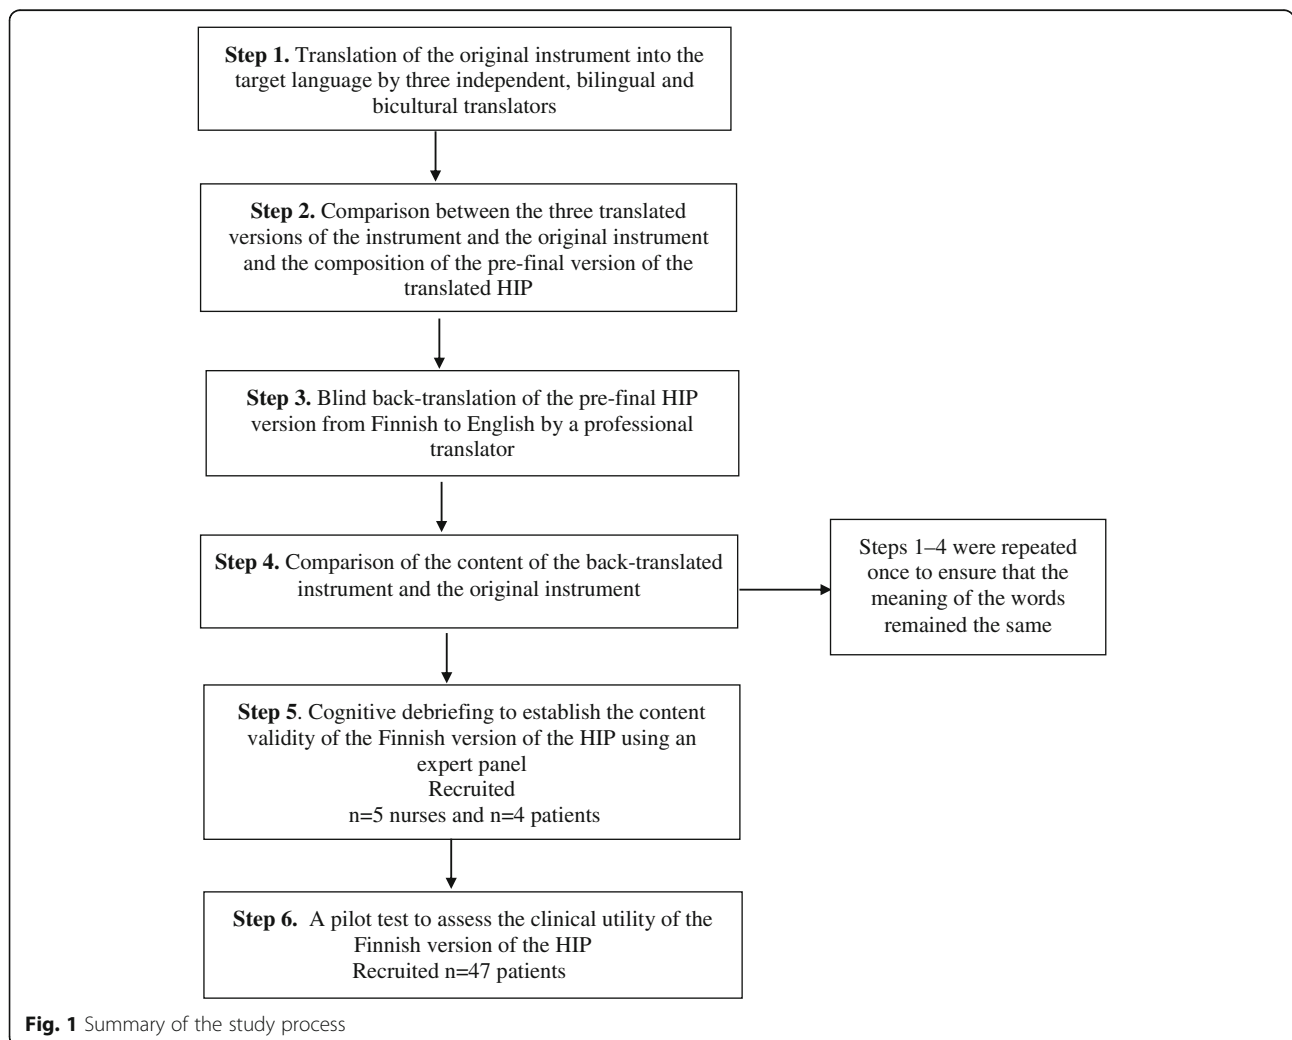 Step 1. Translation of the original instrument into the
target language by three independent, bilingual and
bicultural translators
Step 2. Comparison between the three translated
versions of the instrument and the original instrument
and the composition of the pre-final version of the
translated HIP
Step 3. Blind back-translation of the pre-final HIP
version from Finnish to English by a professional
translator
Step 4. Comparison of the content of the back-translated
instrument and the original instrument
Steps 1–4 were repeated
once to ensure that the
meaning of the words
remained the same
Step 5. Cognitive debriefing to establish the content
validity of the Finnish version of the HIP using an
expert panel
Recruited
n=5 nurses and n=4 patients
Step 6. A pilot test to assess the clinical utility of the
Finnish version of the HIP
Recruited n=47 patients
Fig. 1 Summary of the study process